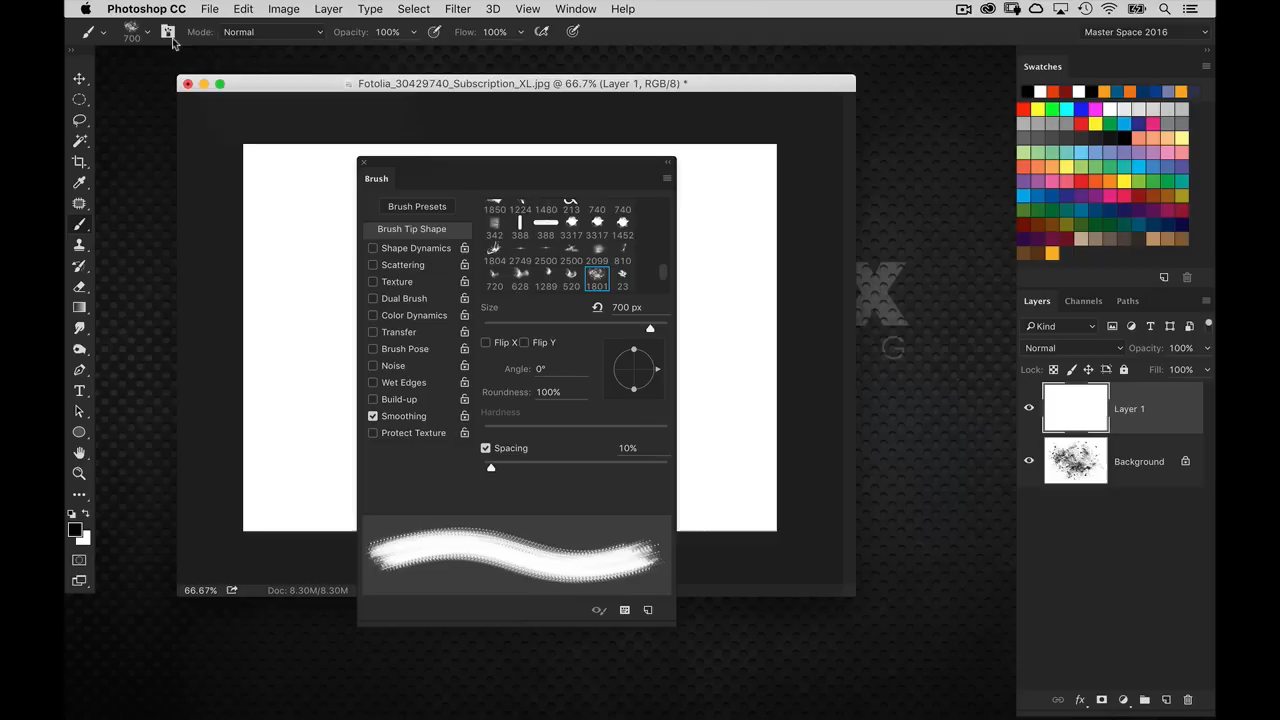 Photoshop CC File Edit Image Layer Type Select Filter 3D View Window Help
700 Mode: Normal Opacity: 100% Flow: 100% Master Space 2016
Fotolia_30429740_Subscription_XL.jpg @ 66.7% (Layer 1, RGB/8) *
Swatches
Brush
Brush Presets
Brush Tip Shape
Shape Dynamics
Scattering
Texture
Dual Brush
Color Dynamics
Transfer
Brush Pose
Noise
Wet Edges
Build-up
Smoothing
Protect Texture
1850 1224 1480 213 740 740
342 388 388 3317 3317 1452
1804 2749 2500 2500 2099 810
720 628 1289 520 1801 23
Size 700 px
Flip X Flip Y
Angle: 0°
Roundness: 100%
Hardness
Spacing 10%
66.67% Doc: 8.30M/8.30M
X
G
Layers Channels Paths
Kind
Normal Opacity: 100%
Lock: Fill: 100%
Layer 1
Background
fx